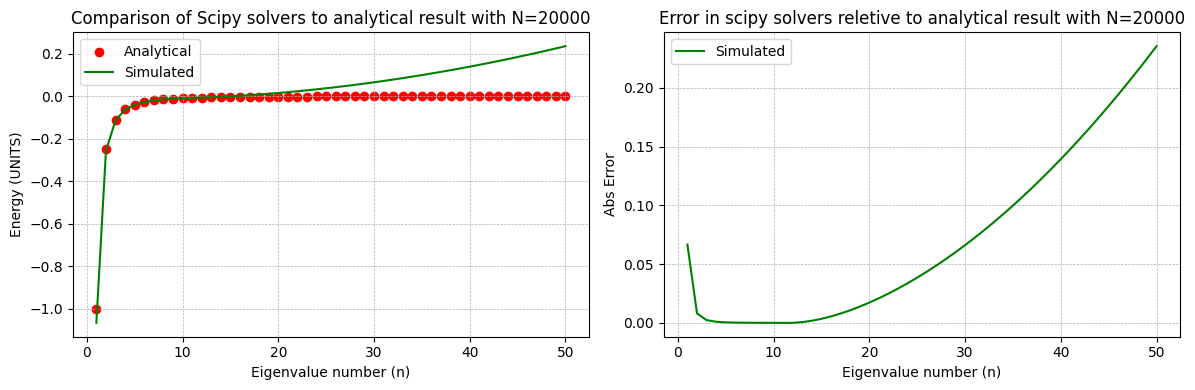 Comparison of Scipy solvers to analytical result with N=20000
Analytical
Simulated
Energy (UNITS)
0.2
0.0
−0.2
−0.4
−0.6
−0.8
−1.0
0 10 20 30 40 50
Eigenvalue number (n)
Error in scipy solvers reletive to analytical result with N=20000
Simulated
Abs Error
0.20
0.15
0.10
0.05
0.00
0 10 20 30 40 50
Eigenvalue number (n)